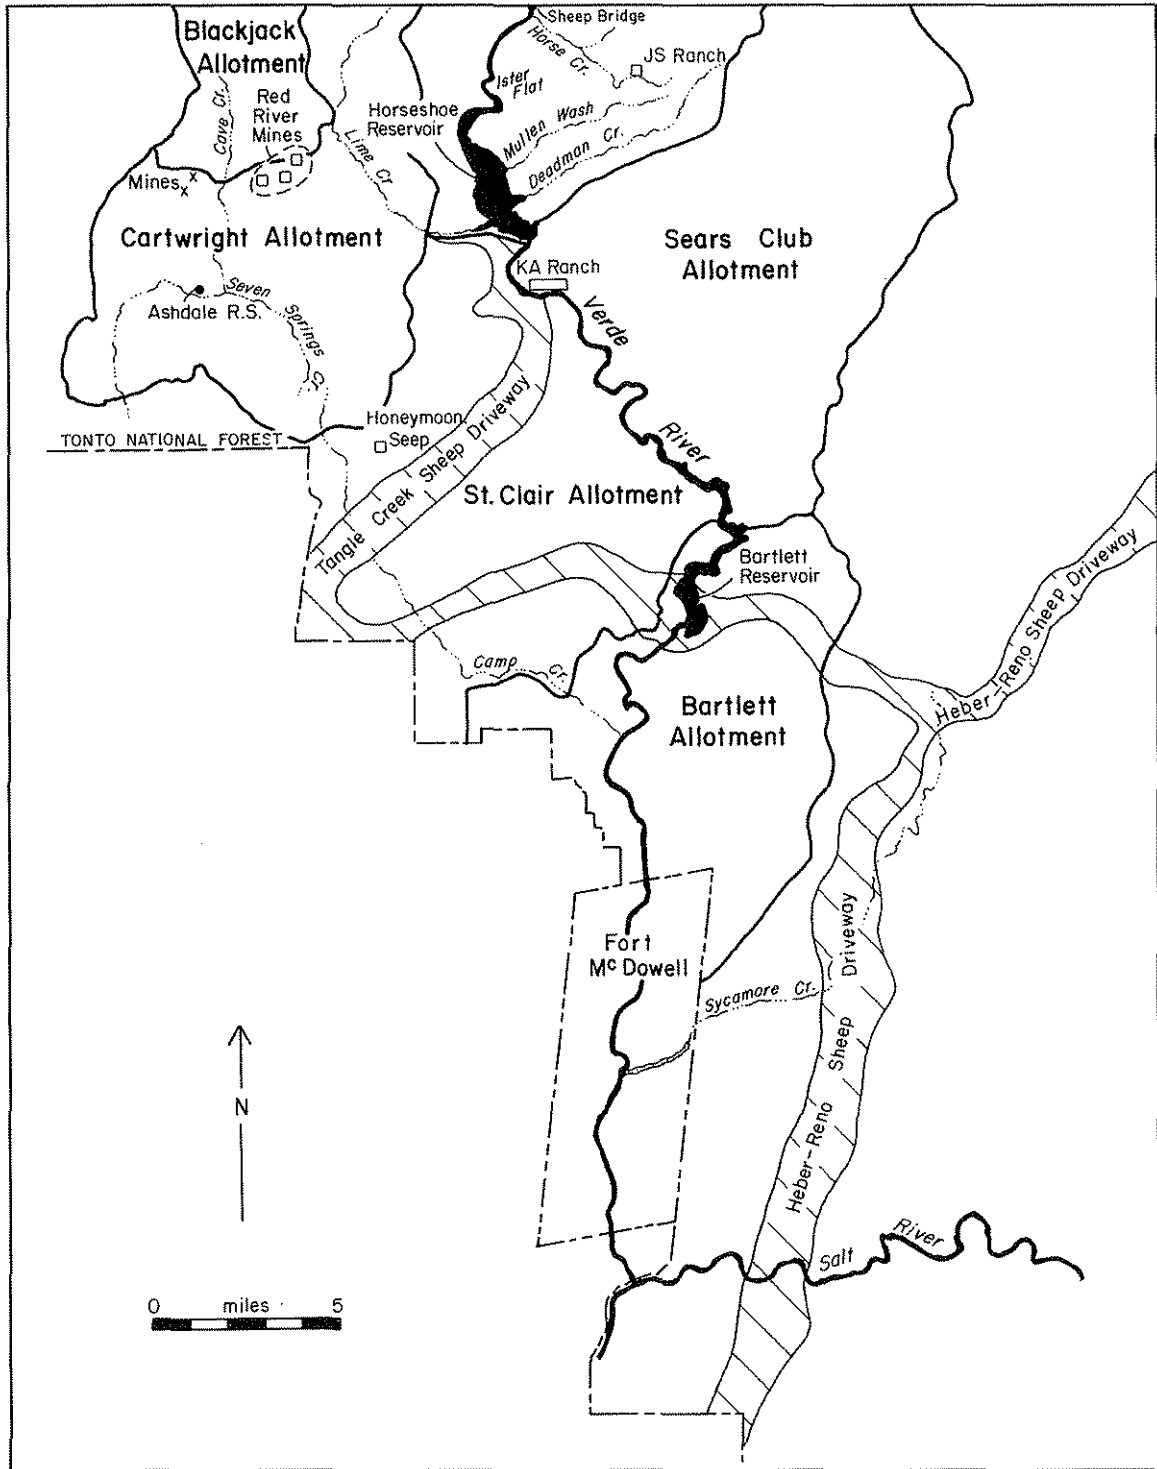 Blackjack
Allotment
Sheep Bridge
Horse Cr.
JS Ranch
Ister
Flat
Cave Cr.
Red
River
Mines
Horseshoe
Reservoir
Mullen Wash
Lime Cr
Deadman Cr.
Mines
x
x
Cartwright Allotment
Sears Club
Allotment
KA Ranch
Ashdale R.S.
Seven
Springs
Cr.
Verde
River
Honeymoon
Seep
TONTO NATIONAL FOREST
Tangle Creek Sheep Driveway
St. Clair Allotment
Bartlett
Reservoir
Heber-Reno Sheep Driveway
Camp Cr.
Bartlett
Allotment
Fort
McDowell
Sycamore Cr.
Heber-Reno Sheep Driveway
N
Salt River
0 miles 5